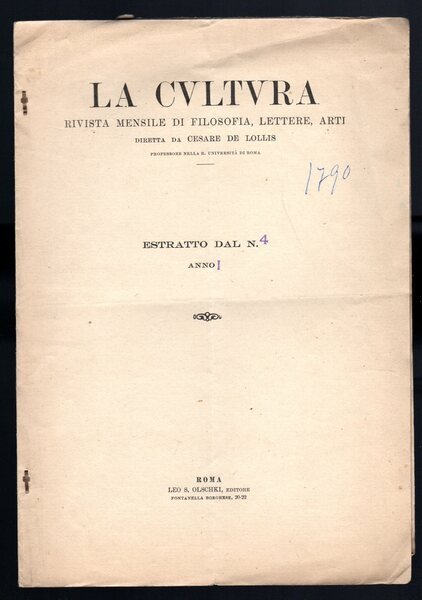 LA CVLTVRA
RIVISTA MENSILE DI FILOSOFIA, LETTERE, ARTI
DIRETTA DA CESARE DE LOLLIS
PROFESSORE NELLA R. UNIVERSITÀ DI ROMA
1790
ESTRATTO DAL N. 4
ANNO I
ROMA
LEO S. OLSCHKI, EDITORE
FONTANELLA BORGHESE, 20-22